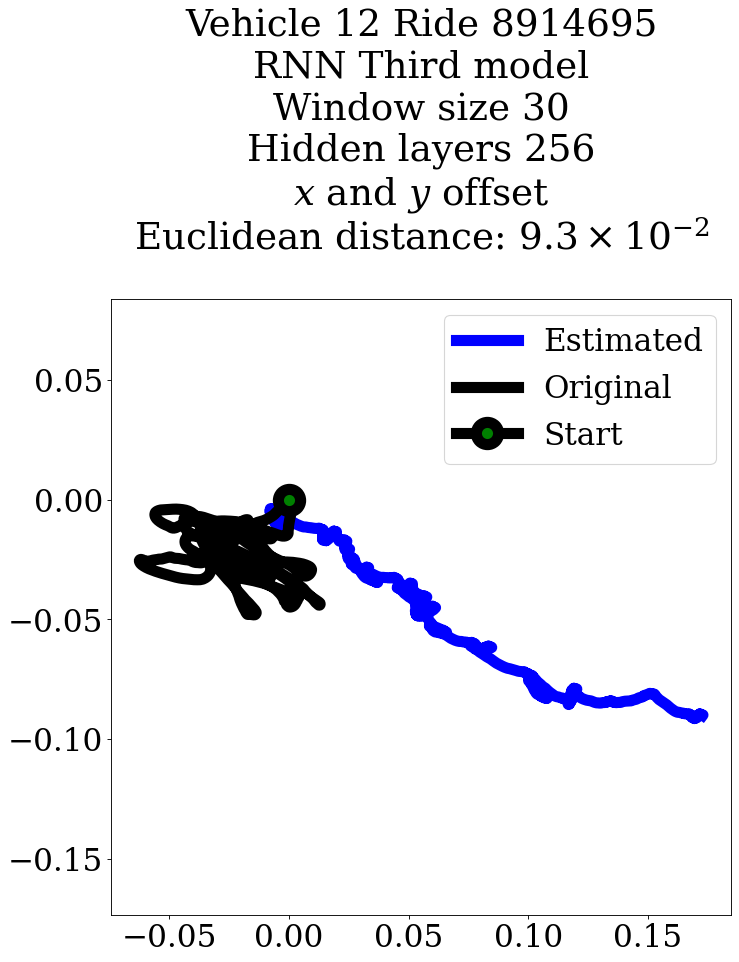 Vehicle 12 Ride 8914695
RNN Third model
Window size 30
Hidden layers 256
x and y offset
Euclidean distance: 9.3 × 10⁻²
Estimated
Original
Start
0.05
0.00
−0.05
−0.10
−0.15
−0.05 0.00 0.05 0.10 0.15